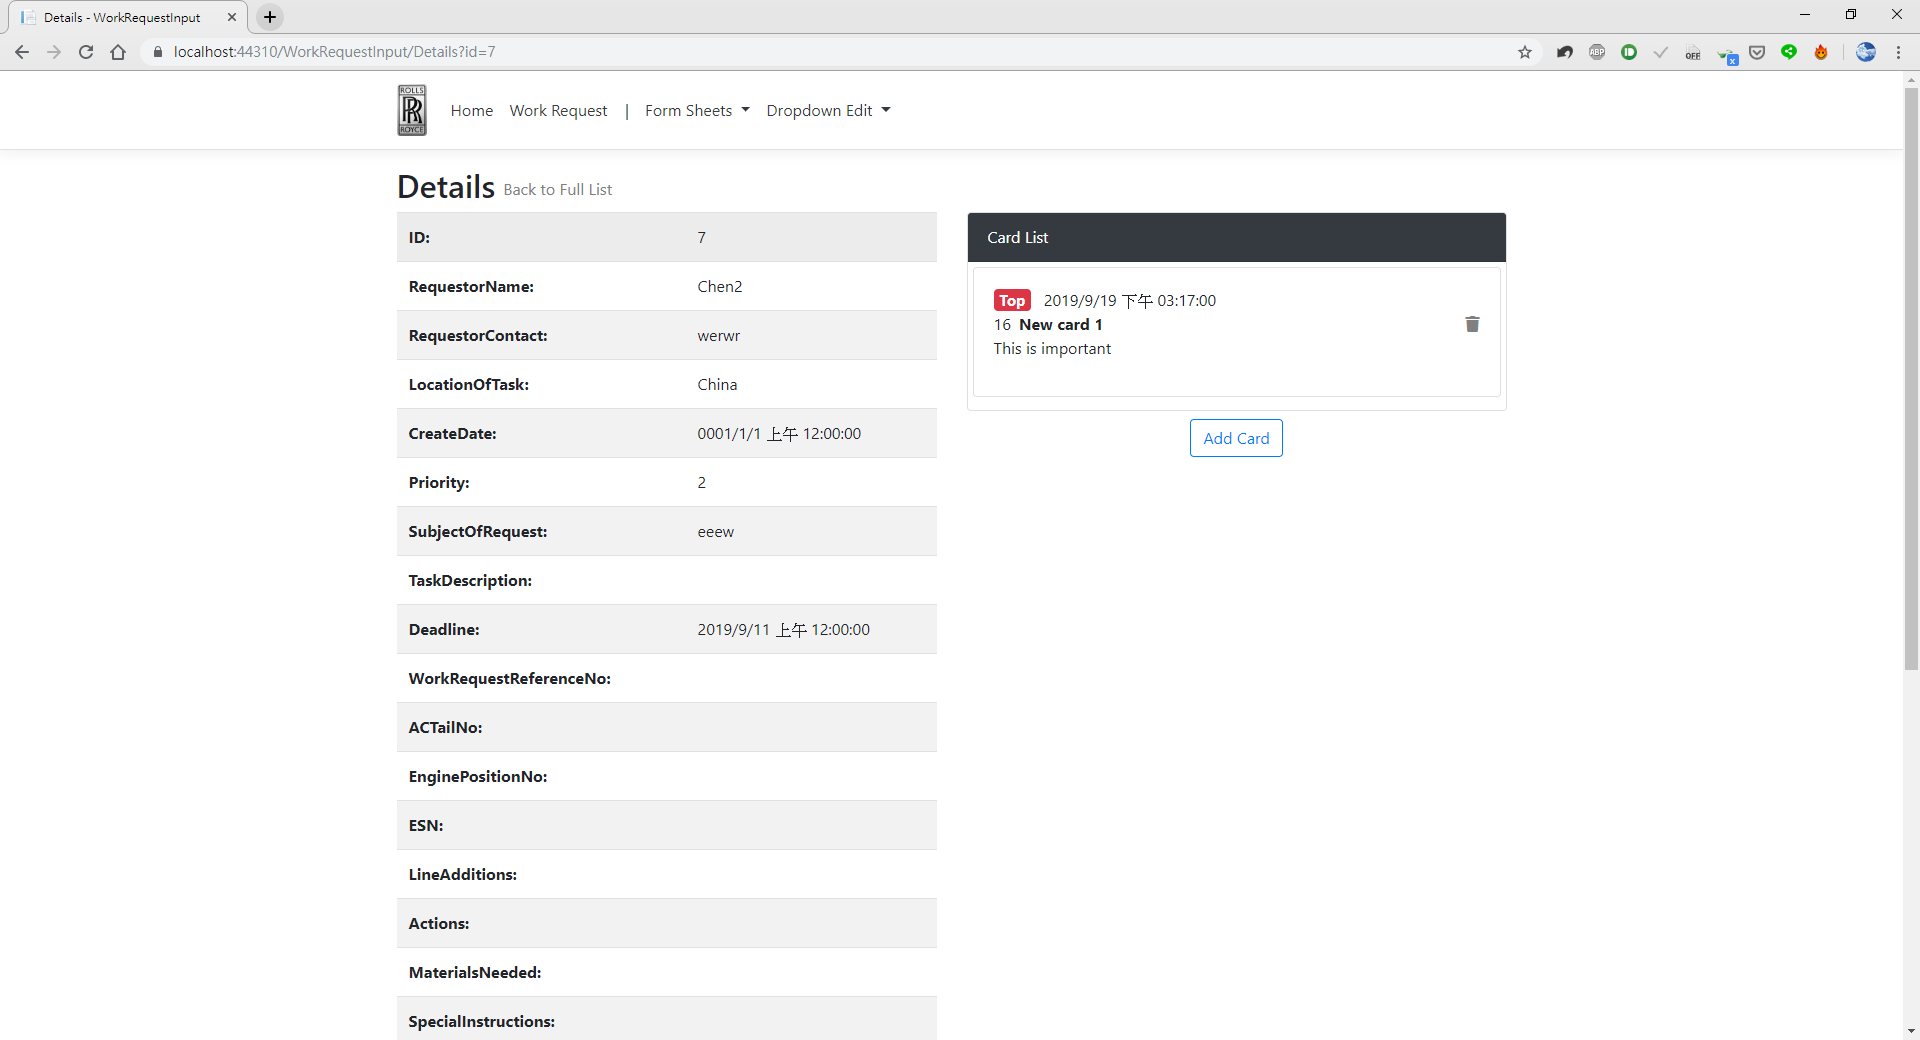 Details - WorkRequestInput
localhost:44310/WorkRequestInput/Details?id=7
ABP
OFF
x
ROLLS
RR
ROYCE
Home Work Request | Form Sheets Dropdown Edit
Details Back to Full List
ID: 7
RequestorName: Chen2
RequestorContact: werwr
LocationOfTask: China
CreateDate: 0001/1/1 上午 12:00:00
Priority: 2
SubjectOfRequest: eeew
TaskDescription:
Deadline: 2019/9/11 上午 12:00:00
WorkRequestReferenceNo:
ACTailNo:
EnginePositionNo:
ESN:
LineAdditions:
Actions:
MaterialsNeeded:
SpecialInstructions:
Card List
Top 2019/9/19 下午 03:17:00
16 New card 1
This is important
Add Card